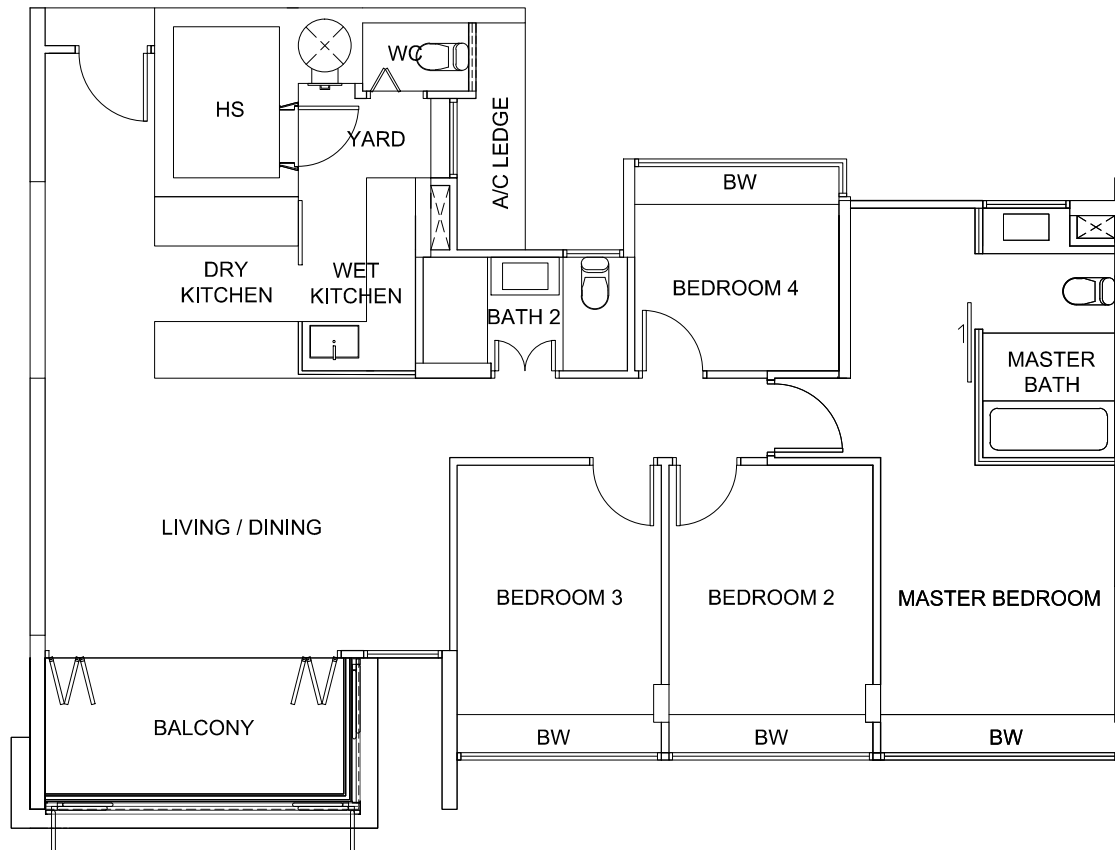 WC
HS
YARD
A/C LEDGE
BW
DRY
KITCHEN
WET
KITCHEN
BEDROOM 4
BATH 2
MASTER
BATH
LIVING / DINING
BEDROOM 3
BEDROOM 2
MASTER BEDROOM
BALCONY
BW
BW
BW